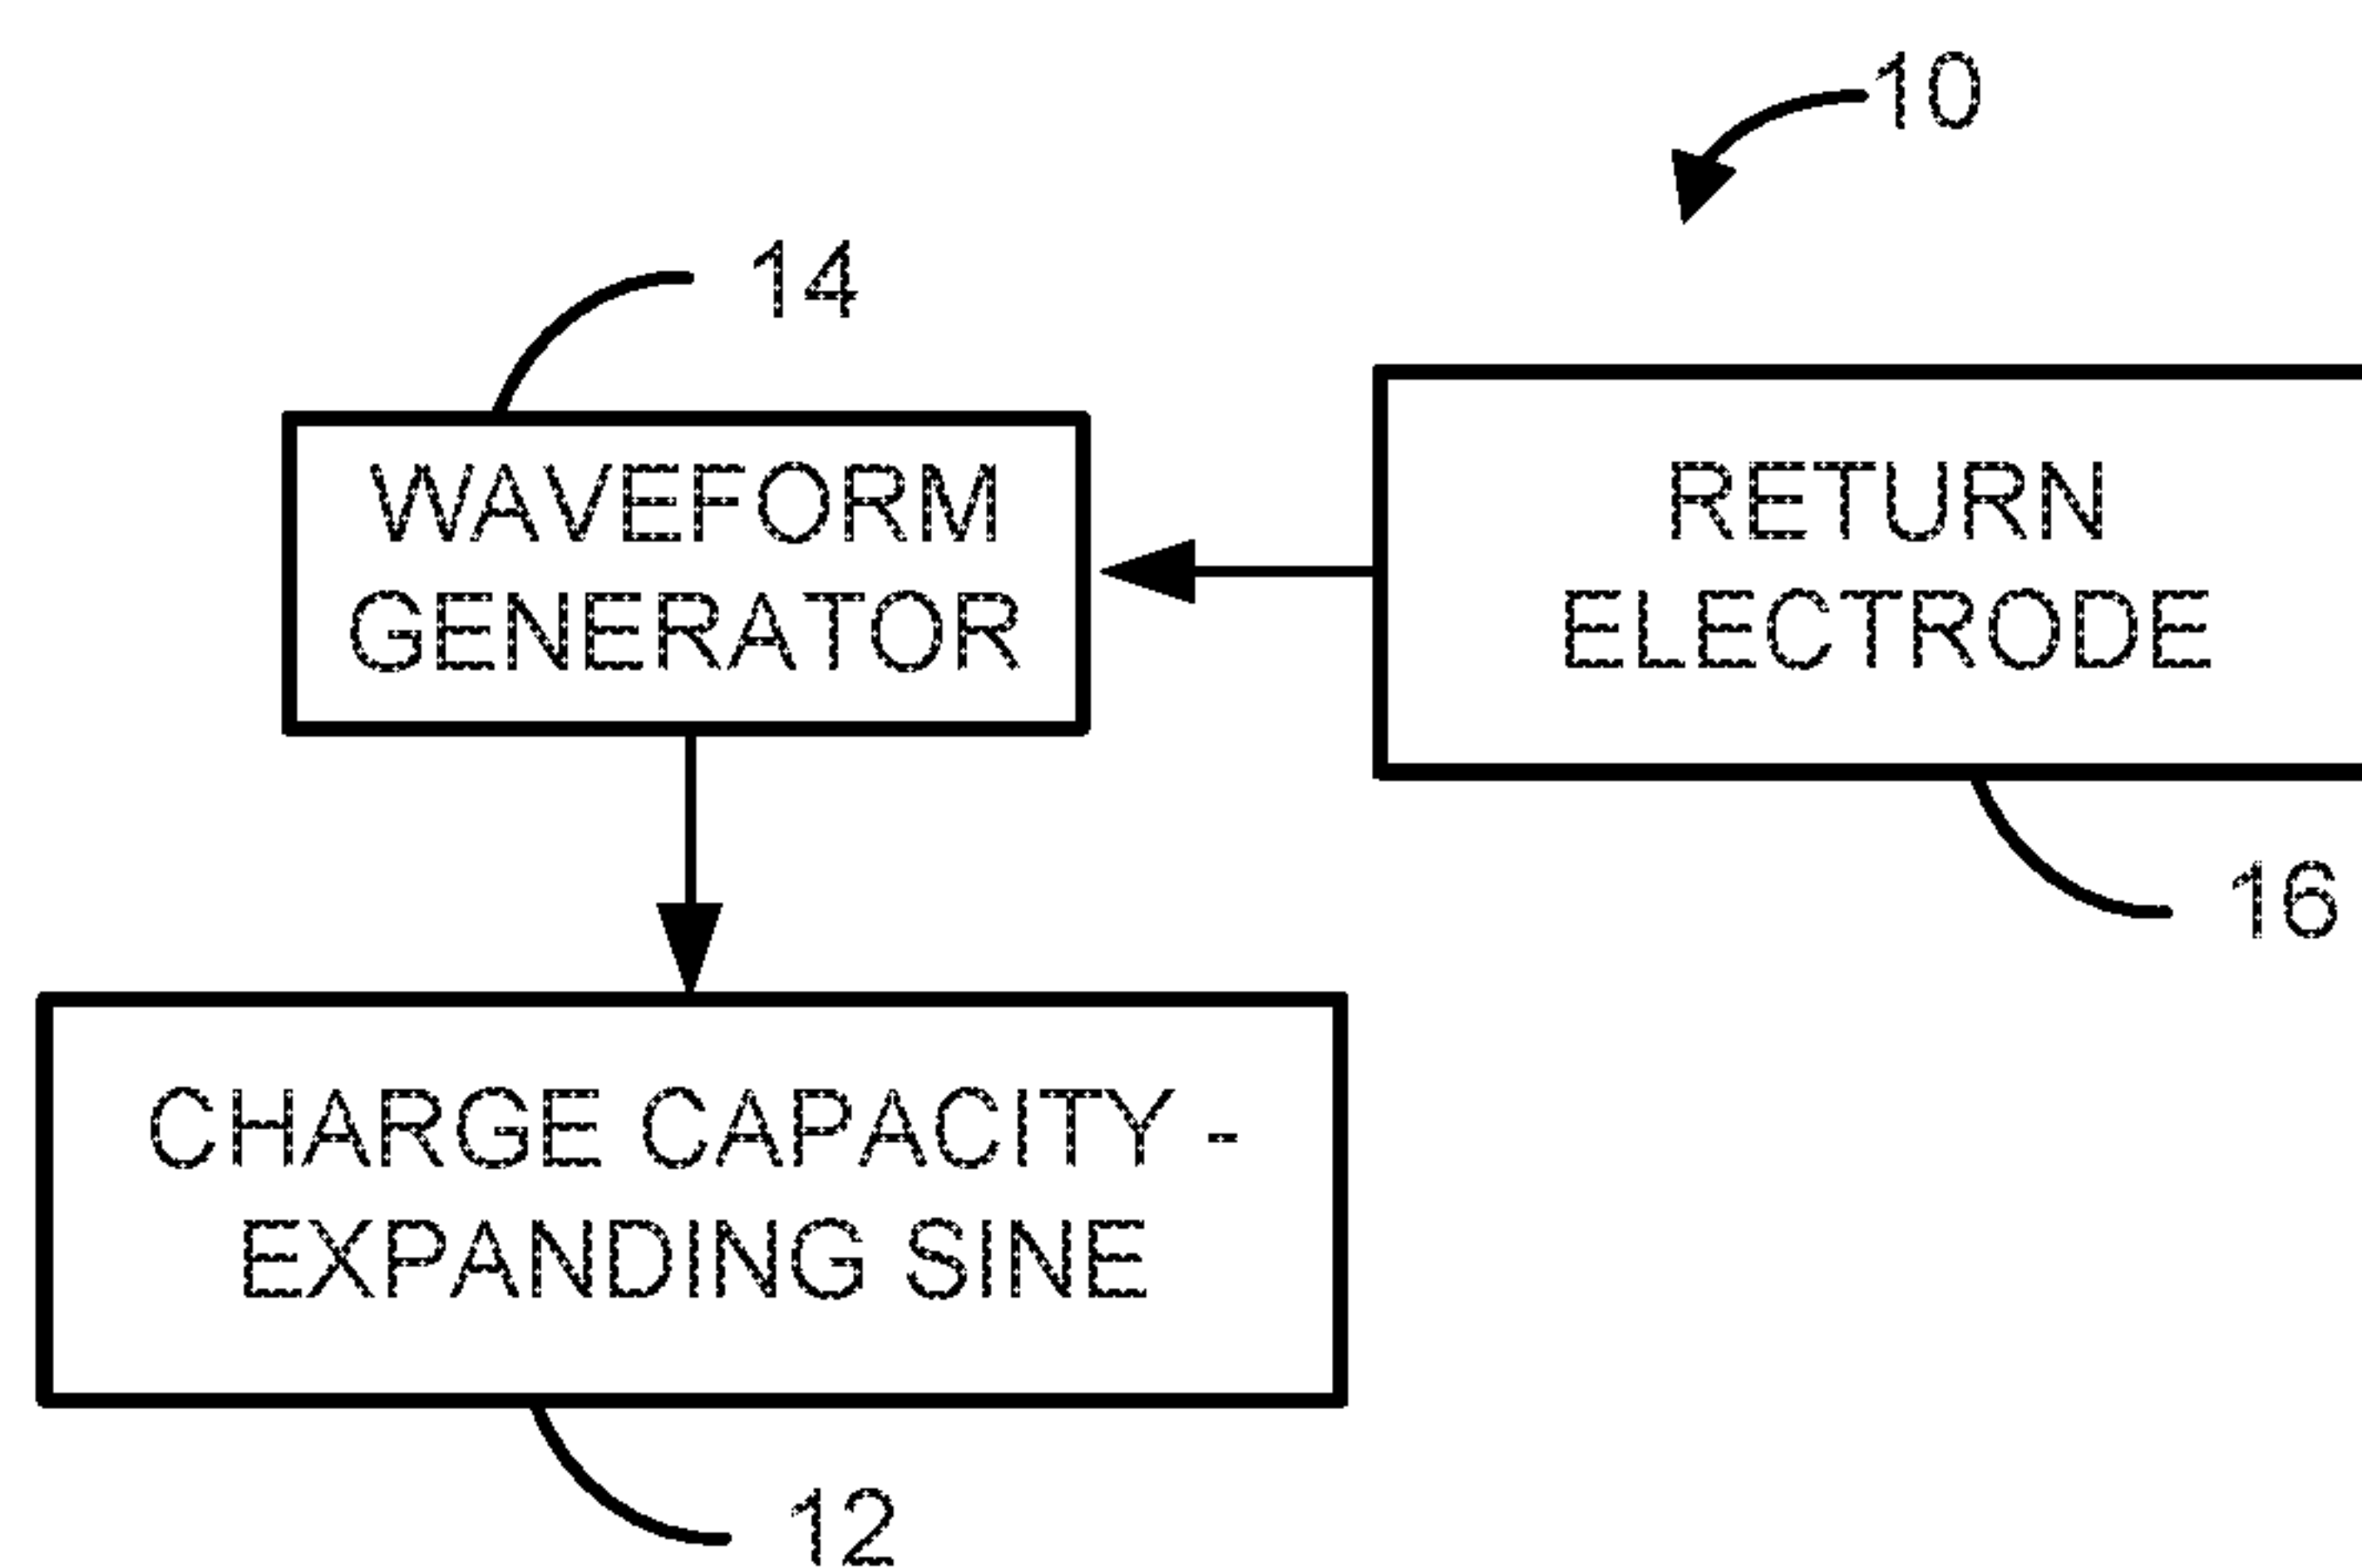 10
14
WAVEFORM
GENERATOR
RETURN
ELECTRODE
16
CHARGE CAPACITY -
EXPANDING SINE
12